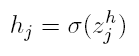 h_j = σ(z_j^h)